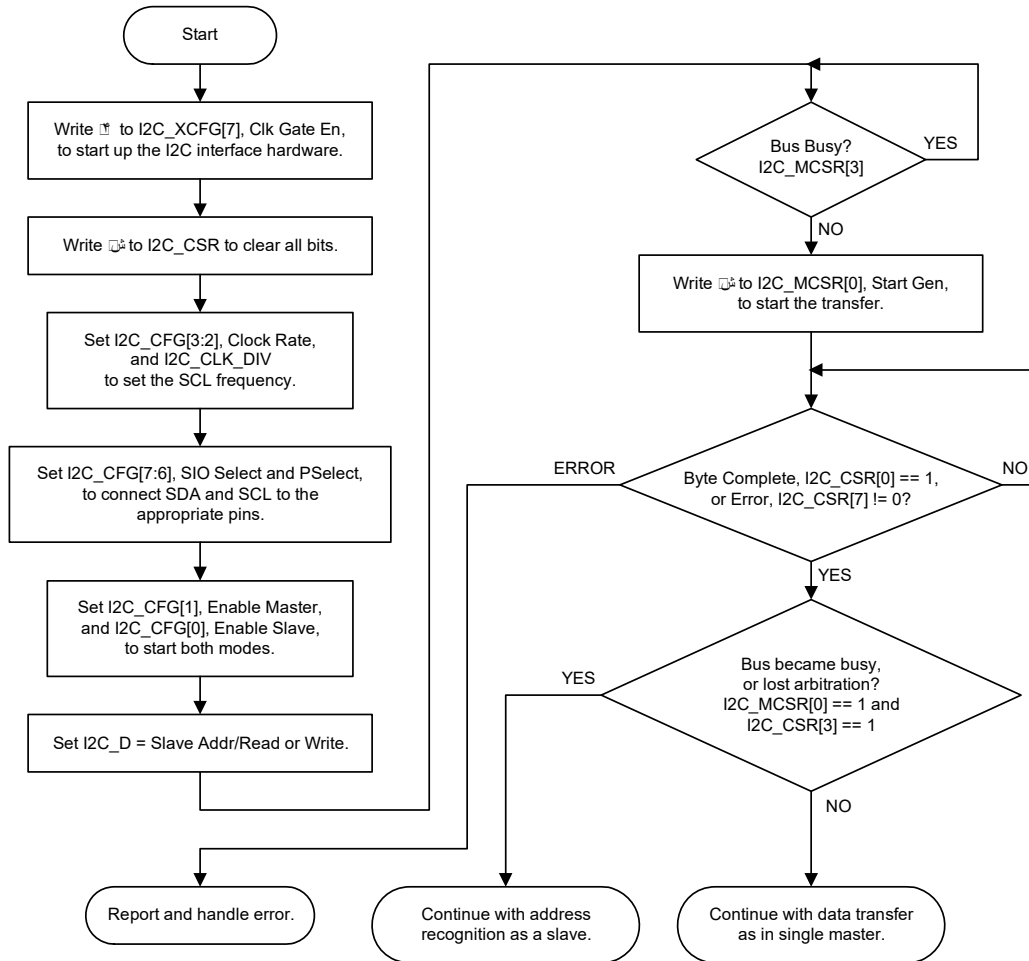 Start
Write to I2C_XCFG[7], Clk Gate En,
to start up the I2C interface hardware.
Write to I2C_CSR to clear all bits.
Set I2C_CFG[3:2], Clock Rate,
and I2C_CLK_DIV
to set the SCL frequency.
Set I2C_CFG[7:6], SIO Select and PSelect,
to connect SDA and SCL to the
appropriate pins.
Set I2C_CFG[1], Enable Master,
and I2C_CFG[0], Enable Slave,
to start both modes.
Set I2C_D = Slave Addr/Read or Write.
Bus Busy?
I2C_MCSR[3]
YES
NO
Write to I2C_MCSR[0], Start Gen,
to start the transfer.
ERROR
Byte Complete, I2C_CSR[0] == 1,
or Error, I2C_CSR[7] != 0?
NO
YES
Bus became busy,
or lost arbitration?
I2C_MCSR[0] == 1 and
I2C_CSR[3] == 1
YES
NO
Report and handle error.
Continue with address
recognition as a slave.
Continue with data transfer
as in single master.